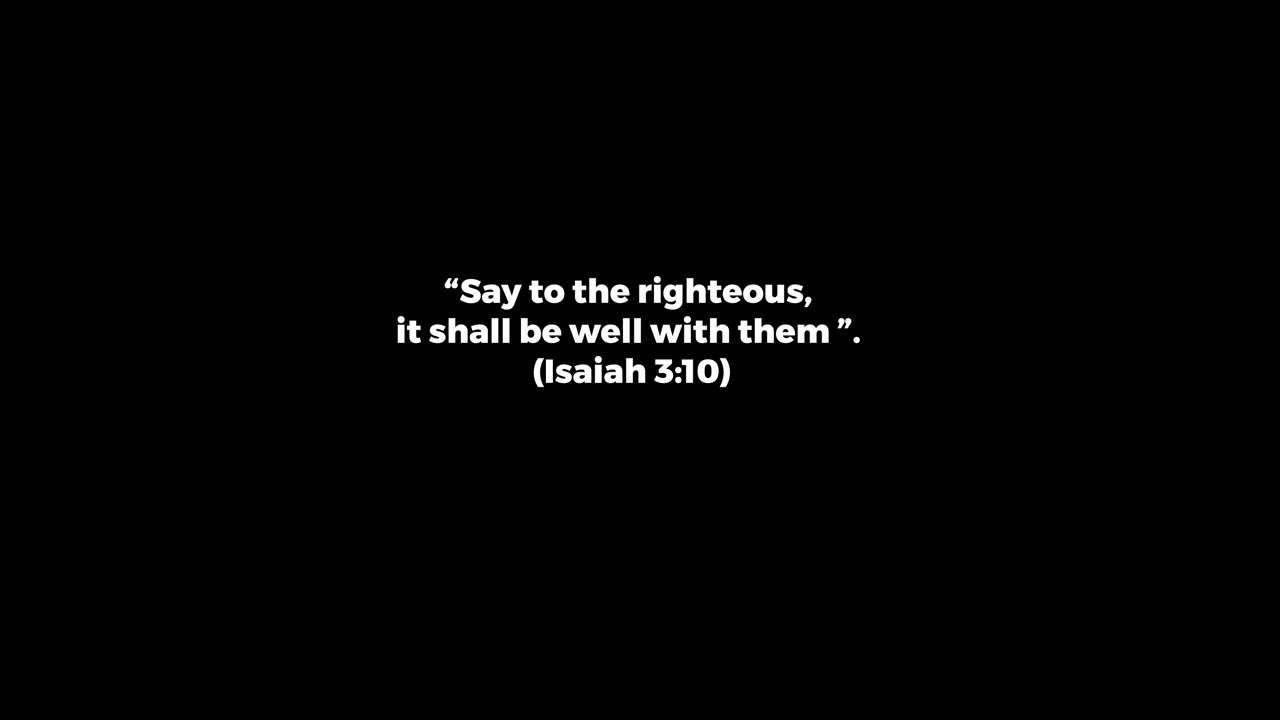 “Say to the righteous,
it shall be well with them ”.
(Isaiah 3:10)